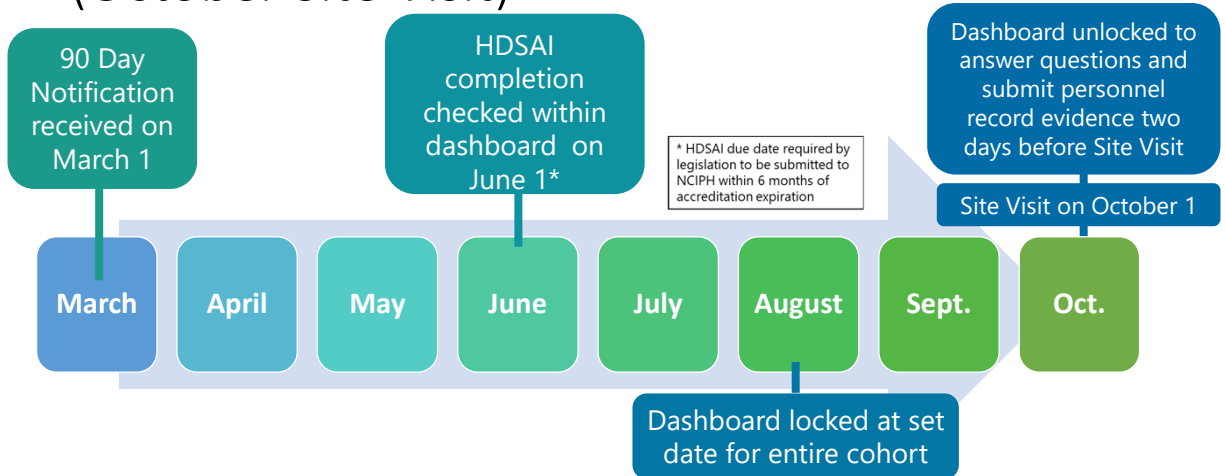 (October Site Visit)
90 Day
Notification
received on
March 1
HDSAI
completion
checked within
dashboard on
June 1*
* HDSAI due date required by
legislation to be submitted to
NCIPH within 6 months of
accreditation expiration
Dashboard unlocked to
answer questions and
submit personnel
record evidence two
days before Site Visit
Site Visit on October 1
March
April
May
June
July
August
Sept.
Oct.
Dashboard locked at set
date for entire cohort